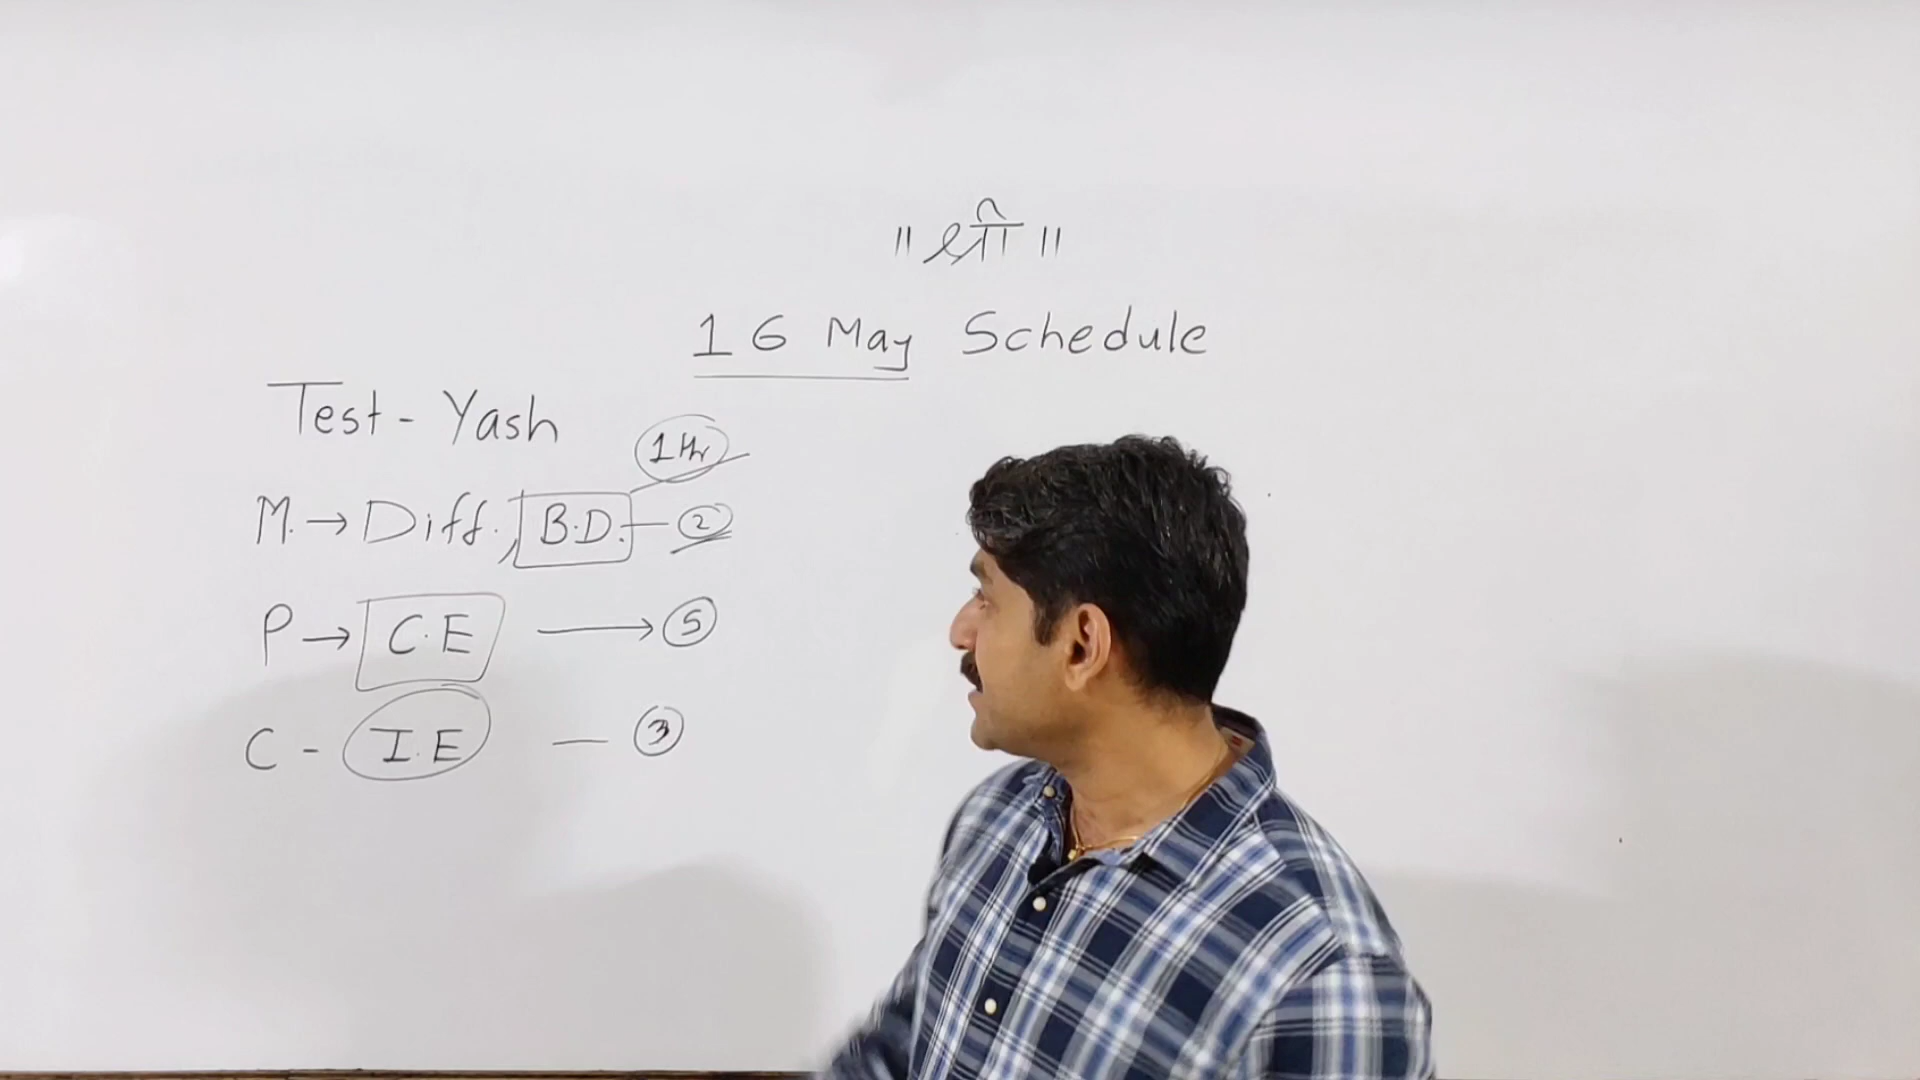 ॥ श्री ॥
16 May Schedule
Test - Yash
1 Hr
M. → Diff., B.D. — 2
P → C.E → 5
C - I.E — 3